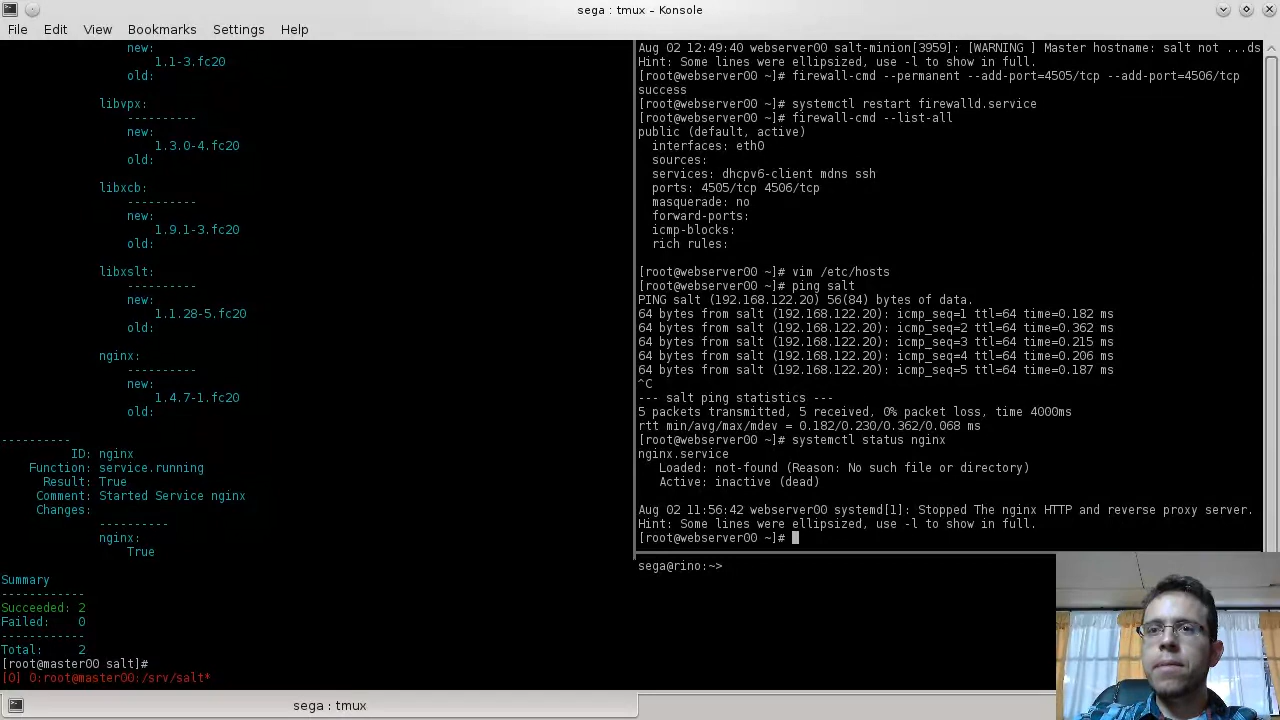 sega : tmux – Konsole
File Edit View Bookmarks Settings Help
new:
1.1-3.fc20
old:
libvpx:
----------
new:
1.3.0-4.fc20
old:
libxcb:
----------
new:
1.9.1-3.fc20
old:
libxslt:
----------
new:
1.1.28-5.fc20
old:
nginx:
----------
new:
1.4.7-1.fc20
old:
----------
ID: nginx
Function: service.running
Result: True
Comment: Started Service nginx
Changes:
----------
nginx:
True
Summary
------------
Succeeded: 2
Failed: 0
------------
Total: 2
[root@master00 salt]#
[0] 0:root@master00:/srv/salt*
Aug 02 12:49:40 webserver00 salt-minion[3959]: [WARNING ] Master hostname: salt not ...ds
Hint: Some lines were ellipsized, use -l to show in full.
[root@webserver00 ~]# firewall-cmd --permanent --add-port=4505/tcp --add-port=4506/tcp
success
[root@webserver00 ~]# systemctl restart firewalld.service
[root@webserver00 ~]# firewall-cmd --list-all
public (default, active)
interfaces: eth0
sources:
services: dhcpv6-client mdns ssh
ports: 4505/tcp 4506/tcp
masquerade: no
forward-ports:
icmp-blocks:
rich rules:
[root@webserver00 ~]# vim /etc/hosts
[root@webserver00 ~]# ping salt
PING salt (192.168.122.20) 56(84) bytes of data.
64 bytes from salt (192.168.122.20): icmp_seq=1 ttl=64 time=0.182 ms
64 bytes from salt (192.168.122.20): icmp_seq=2 ttl=64 time=0.362 ms
64 bytes from salt (192.168.122.20): icmp_seq=3 ttl=64 time=0.215 ms
64 bytes from salt (192.168.122.20): icmp_seq=4 ttl=64 time=0.206 ms
64 bytes from salt (192.168.122.20): icmp_seq=5 ttl=64 time=0.187 ms
^C
--- salt ping statistics ---
5 packets transmitted, 5 received, 0% packet loss, time 4000ms
rtt min/avg/max/mdev = 0.182/0.230/0.362/0.068 ms
[root@webserver00 ~]# systemctl status nginx
nginx.service
Loaded: not-found (Reason: No such file or directory)
Active: inactive (dead)
Aug 02 11:56:42 webserver00 systemd[1]: Stopped The nginx HTTP and reverse proxy server.
Hint: Some lines were ellipsized, use -l to show in full.
[root@webserver00 ~]#
sega@rino:~>
sega : tmux